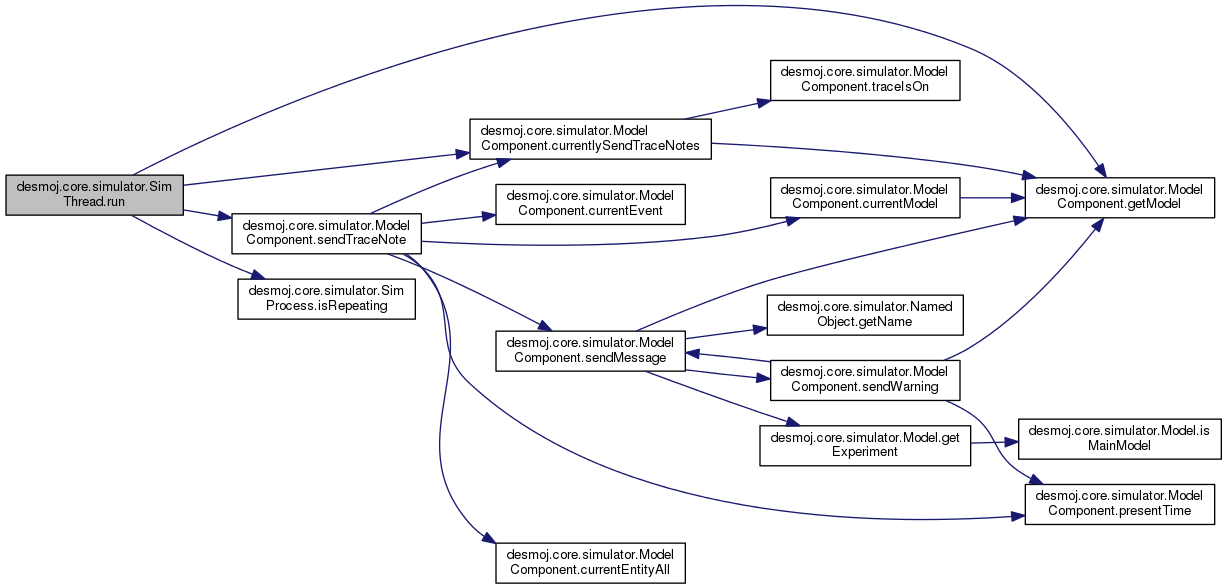 desmoj.core.simulator.Sim
Thread.run
desmoj.core.simulator.Model
Component.sendTraceNote
desmoj.core.simulator.Sim
Process.isRepeating
desmoj.core.simulator.Model
Component.currentlySendTraceNotes
desmoj.core.simulator.Model
Component.currentEvent
desmoj.core.simulator.Model
Component.sendMessage
desmoj.core.simulator.Model
Component.currentEntityAll
desmoj.core.simulator.Model
Component.traceIsOn
desmoj.core.simulator.Model
Component.currentModel
desmoj.core.simulator.Named
Object.getName
desmoj.core.simulator.Model
Component.sendWarning
desmoj.core.simulator.Model.get
Experiment
desmoj.core.simulator.Model
Component.getModel
desmoj.core.simulator.Model.is
MainModel
desmoj.core.simulator.Model
Component.presentTime